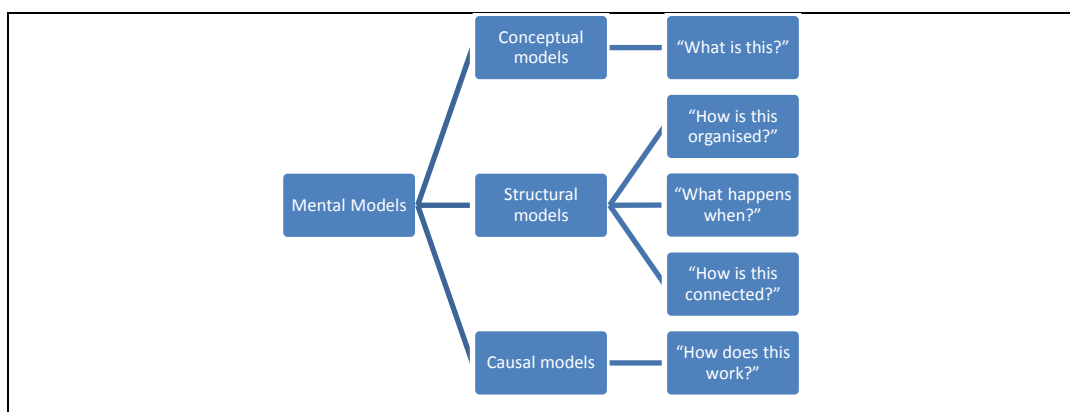 Conceptual
models
“What is this?”
“How is this
organised?”
Mental Models
Structural
models
“What happens
when?”
“How is this
connected?”
Causal models
“How does this
work?”